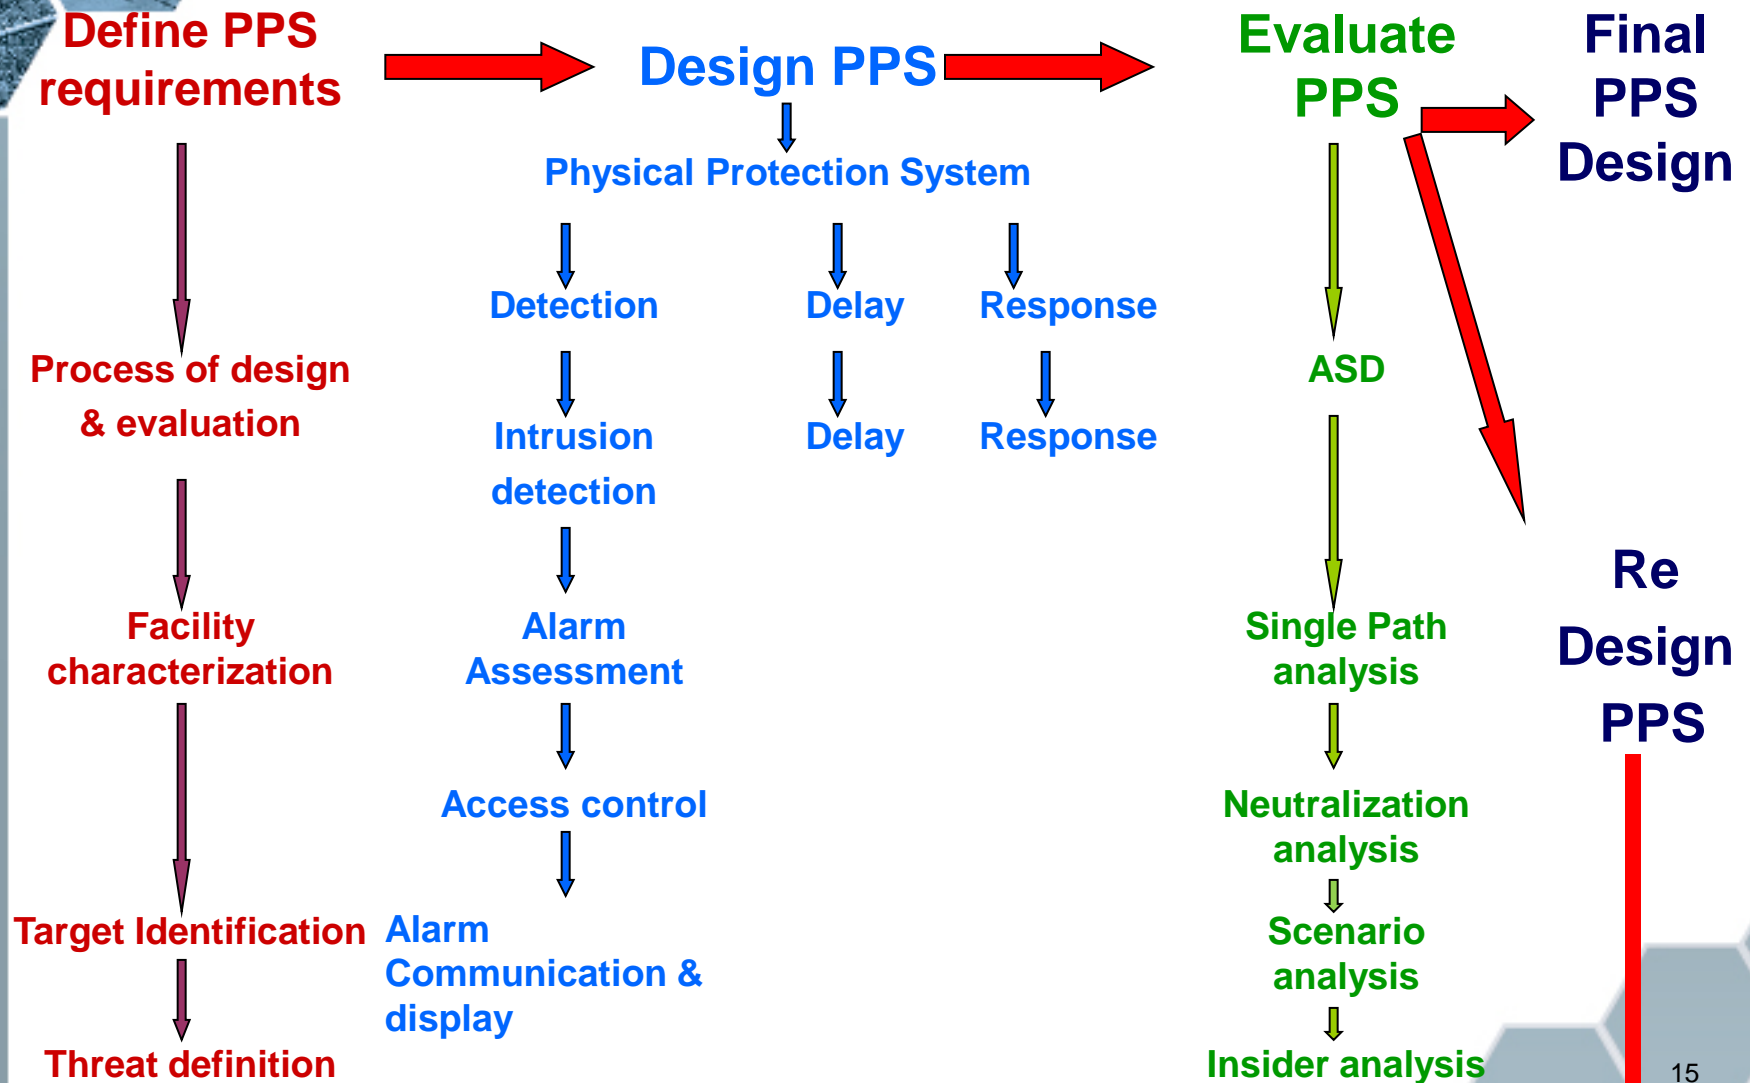 Define PPS
requirements
Process of design
& evaluation
Facility
characterization
Target Identification
Threat definition
Design PPS
Physical Protection System
Detection
Intrusion
detection
Alarm
Assessment
Access control
Alarm
Communication &
display
Delay
Delay
Response
Response
Evaluate
PPS
ASD
Single Path
analysis
Neutralization
analysis
Scenario
analysis
Insider analysis
Final
PPS
Design
Re
Design
PPS
15